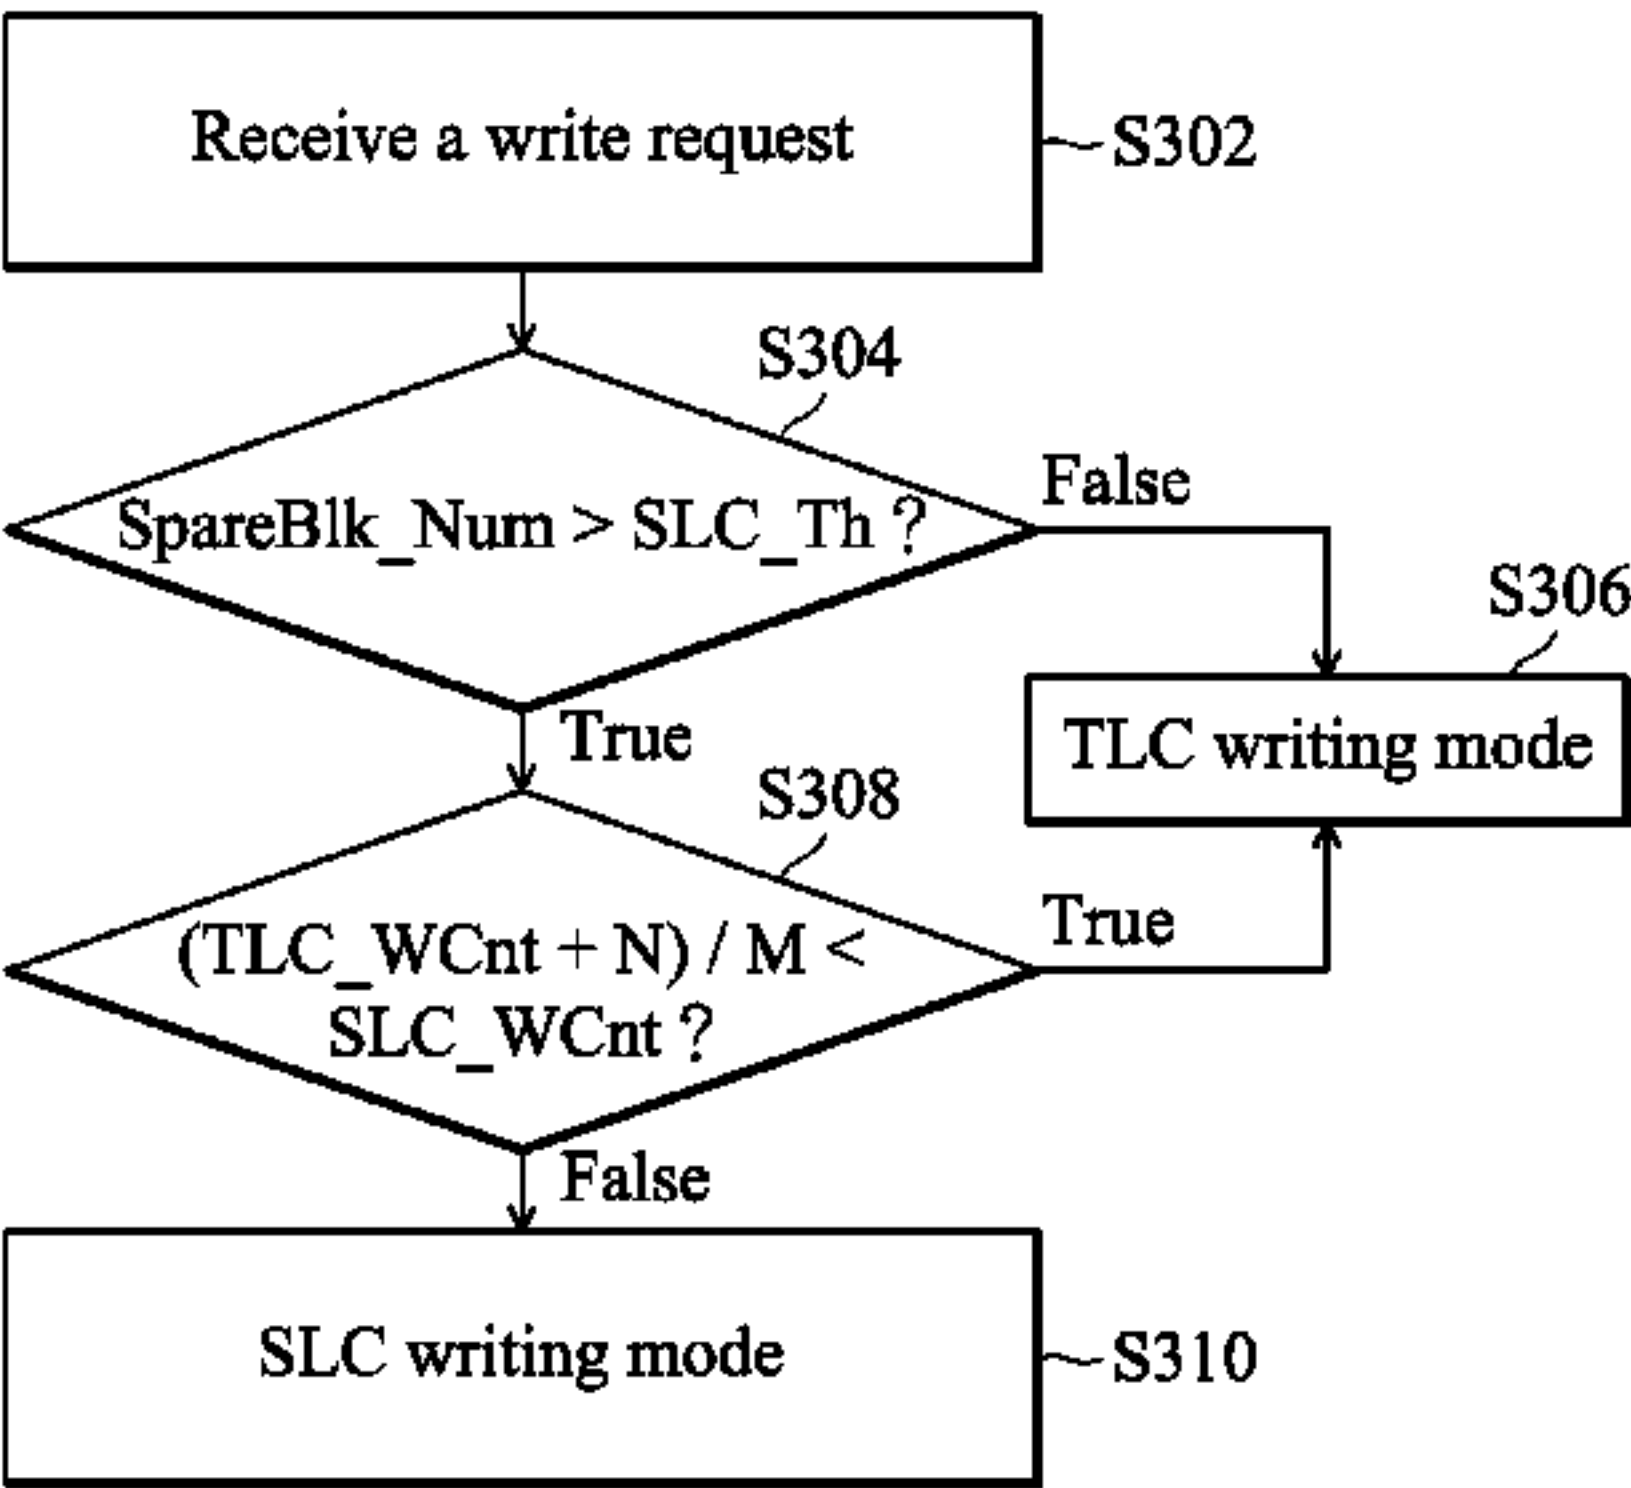 Receive a write request
S302
S304
SpareBlk_Num > SLC_Th ?
False
S306
True
TLC writing mode
S308
(TLC_WCnt + N) / M <
SLC_WCnt ?
True
False
SLC writing mode
S310